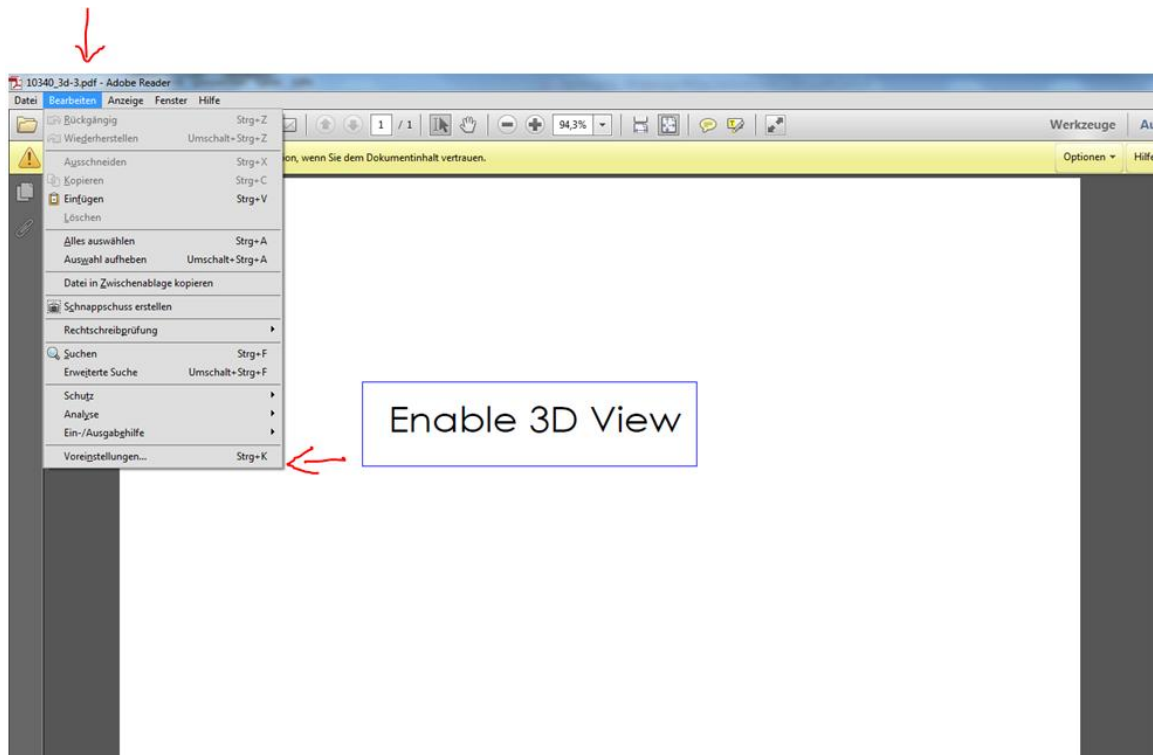 10340_3d-3.pdf - Adobe Reader
Datei Bearbeiten Anzeige Fenster Hilfe
1 / 1 94,3% Werkzeuge
ion, wenn Sie dem Dokumentinhalt vertrauen. Optionen
Rückgängig Strg+Z
Wiederherstellen Umschalt+Strg+Z
Ausschneiden Strg+X
Kopieren Strg+C
Einfügen Strg+V
Löschen
Alles auswählen Strg+A
Auswahl aufheben Umschalt+Strg+A
Datei in Zwischenablage kopieren
Schnappschuss erstellen
Rechtschreibprüfung
Suchen Strg+F
Erweiterte Suche Umschalt+Strg+F
Schutz
Analyse
Ein-/Ausgabehilfe
Voreinstellungen... Strg+K
Enable 3D View